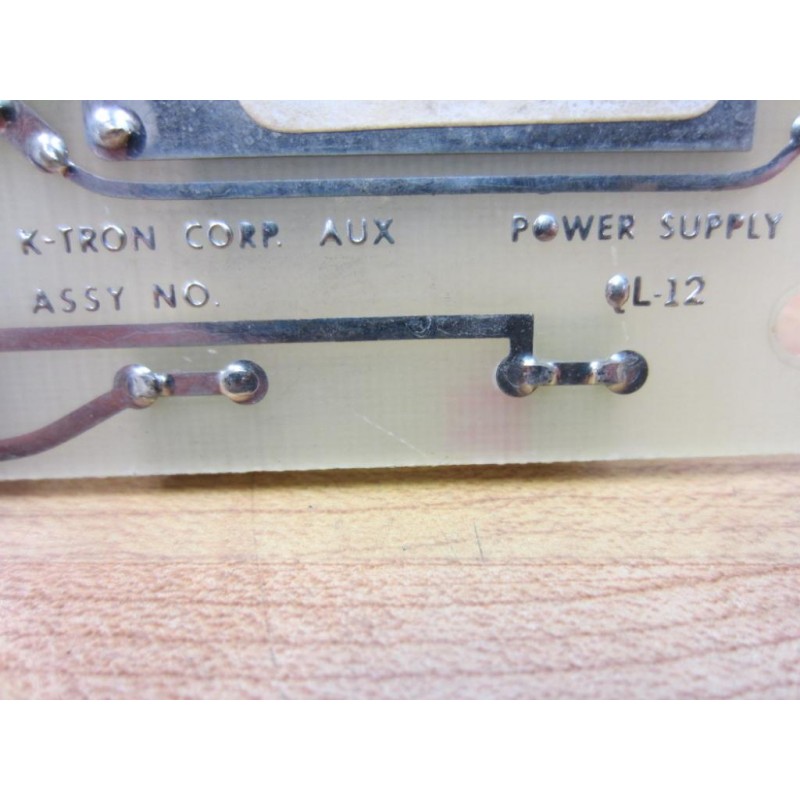 K-TRON CORP. AUX POWER SUPPLY
ASSY NO. QL-12